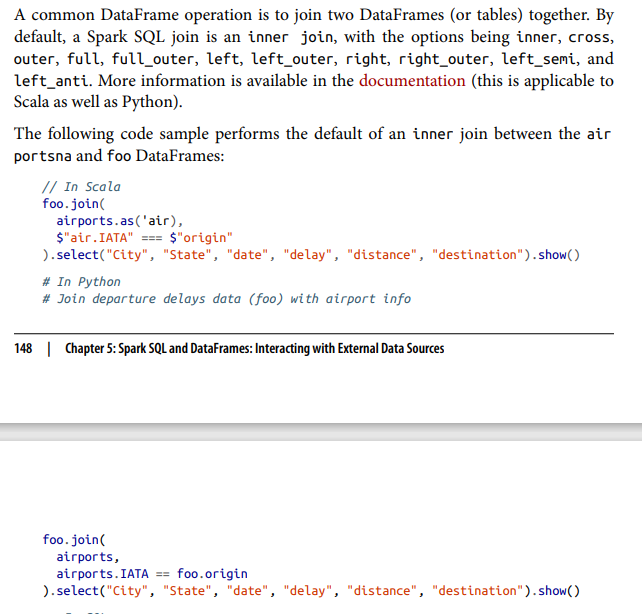 A common DataFrame operation is to join two DataFrames (or tables) together. By
default, a Spark SQL join is an inner join, with the options being inner, cross,
outer, full, full_outer, left, left_outer, right, right_outer, left_semi, and
left_anti. More information is available in the documentation (this is applicable to
Scala as well as Python).
The following code sample performs the default of an inner join between the air
portsna and foo DataFrames:
// In Scala
foo.join(
  airports.as('air),
  $"air.IATA" === $"origin"
).select("City", "State", "date", "delay", "distance", "destination").show()
# In Python
# Join departure delays data (foo) with airport info
148 | Chapter 5: Spark SQL and DataFrames: Interacting with External Data Sources
foo.join(
  airports,
  airports.IATA == foo.origin
).select("City", "State", "date", "delay", "distance", "destination").show()